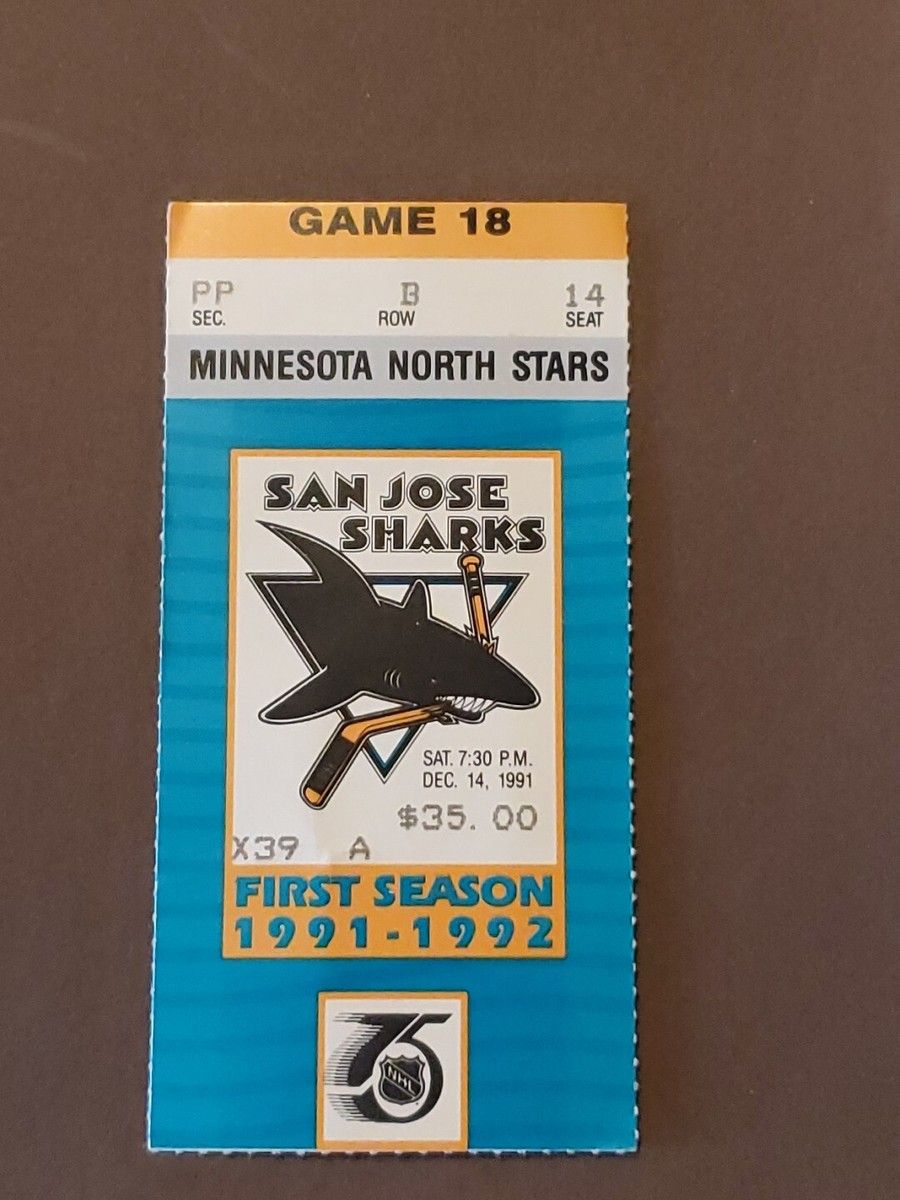 GAME 18
PP B 14
SEC. ROW SEAT
MINNESOTA NORTH STARS
SAN JOSE
SHARKS
SAT. 7:30 P.M.
DEC. 14, 1991
$35.00
X39 A
FIRST SEASON
1991-1992
75
NHL